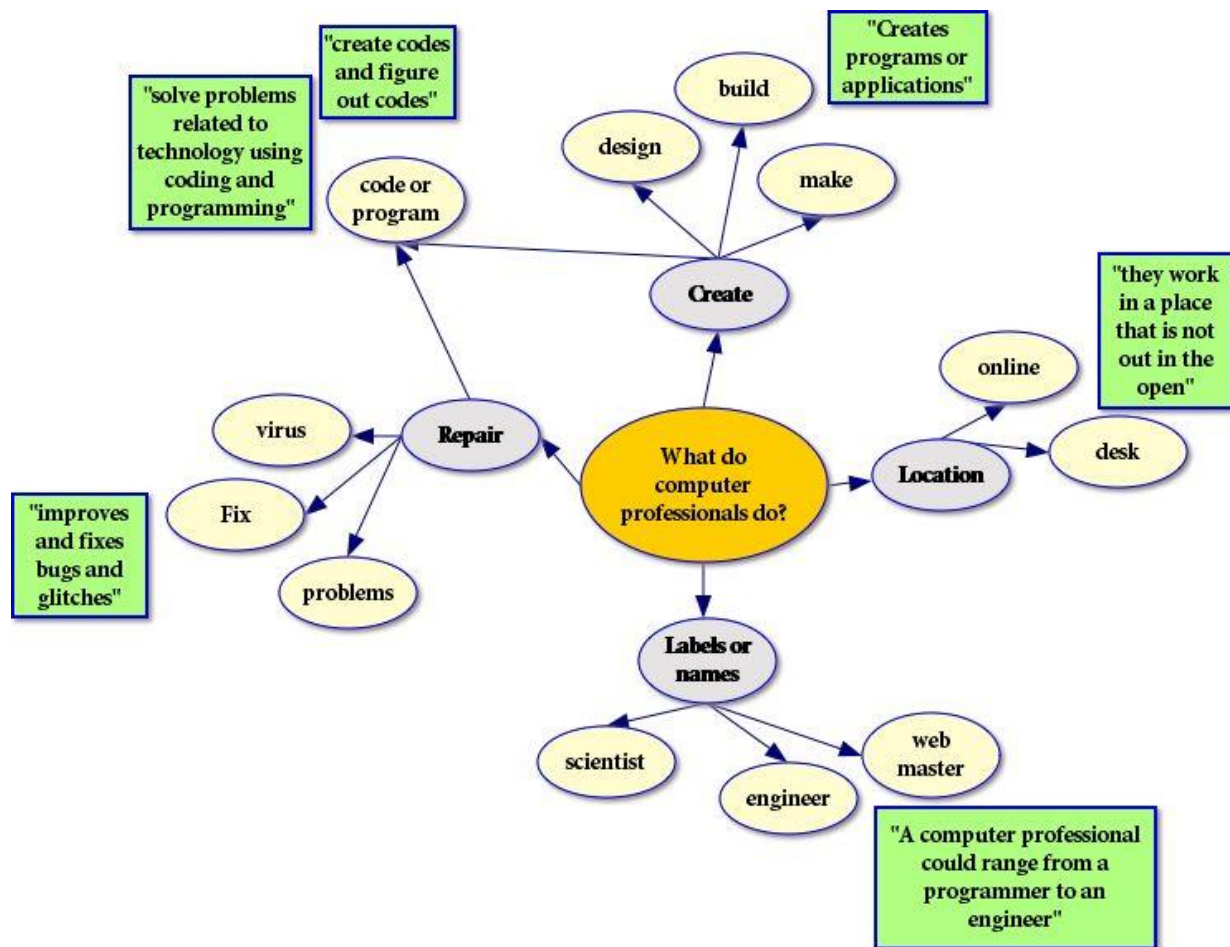 "create codes
and figure
out codes"
"Creates
programs or
applications"
"solve problems
related to
technology using
coding and
programming"
build
design
make
code or
program
Create
"they work
in a place
that is not
out in the
open"
online
virus
Repair
What do
computer
professionals do?
Location
desk
Fix
"improves
and fixes
bugs and
glitches"
problems
Labels or
names
scientist
engineer
web
master
"A computer professional
could range from a
programmer to an
engineer"